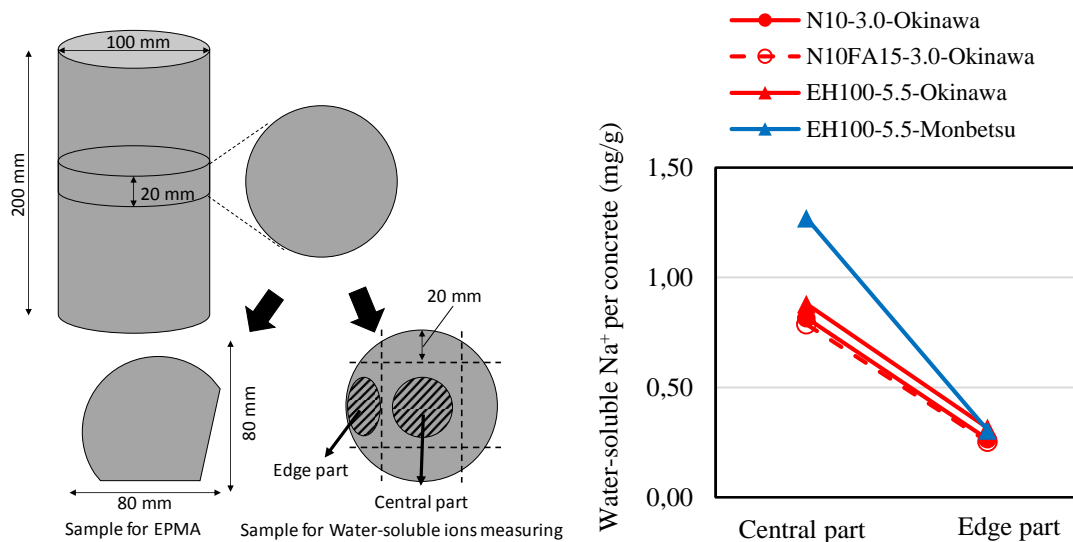 100 mm
200 mm
20 mm
20 mm
80 mm
80 mm
Edge part
Central part
Sample for EPMA
Sample for Water-soluble ions measuring
N10-3.0-Okinawa
N10FA15-3.0-Okinawa
EH100-5.5-Okinawa
EH100-5.5-Monbetsu
Water-soluble Na⁺ per concrete (mg/g)
1,50
1,00
0,50
0,00
Central part
Edge part